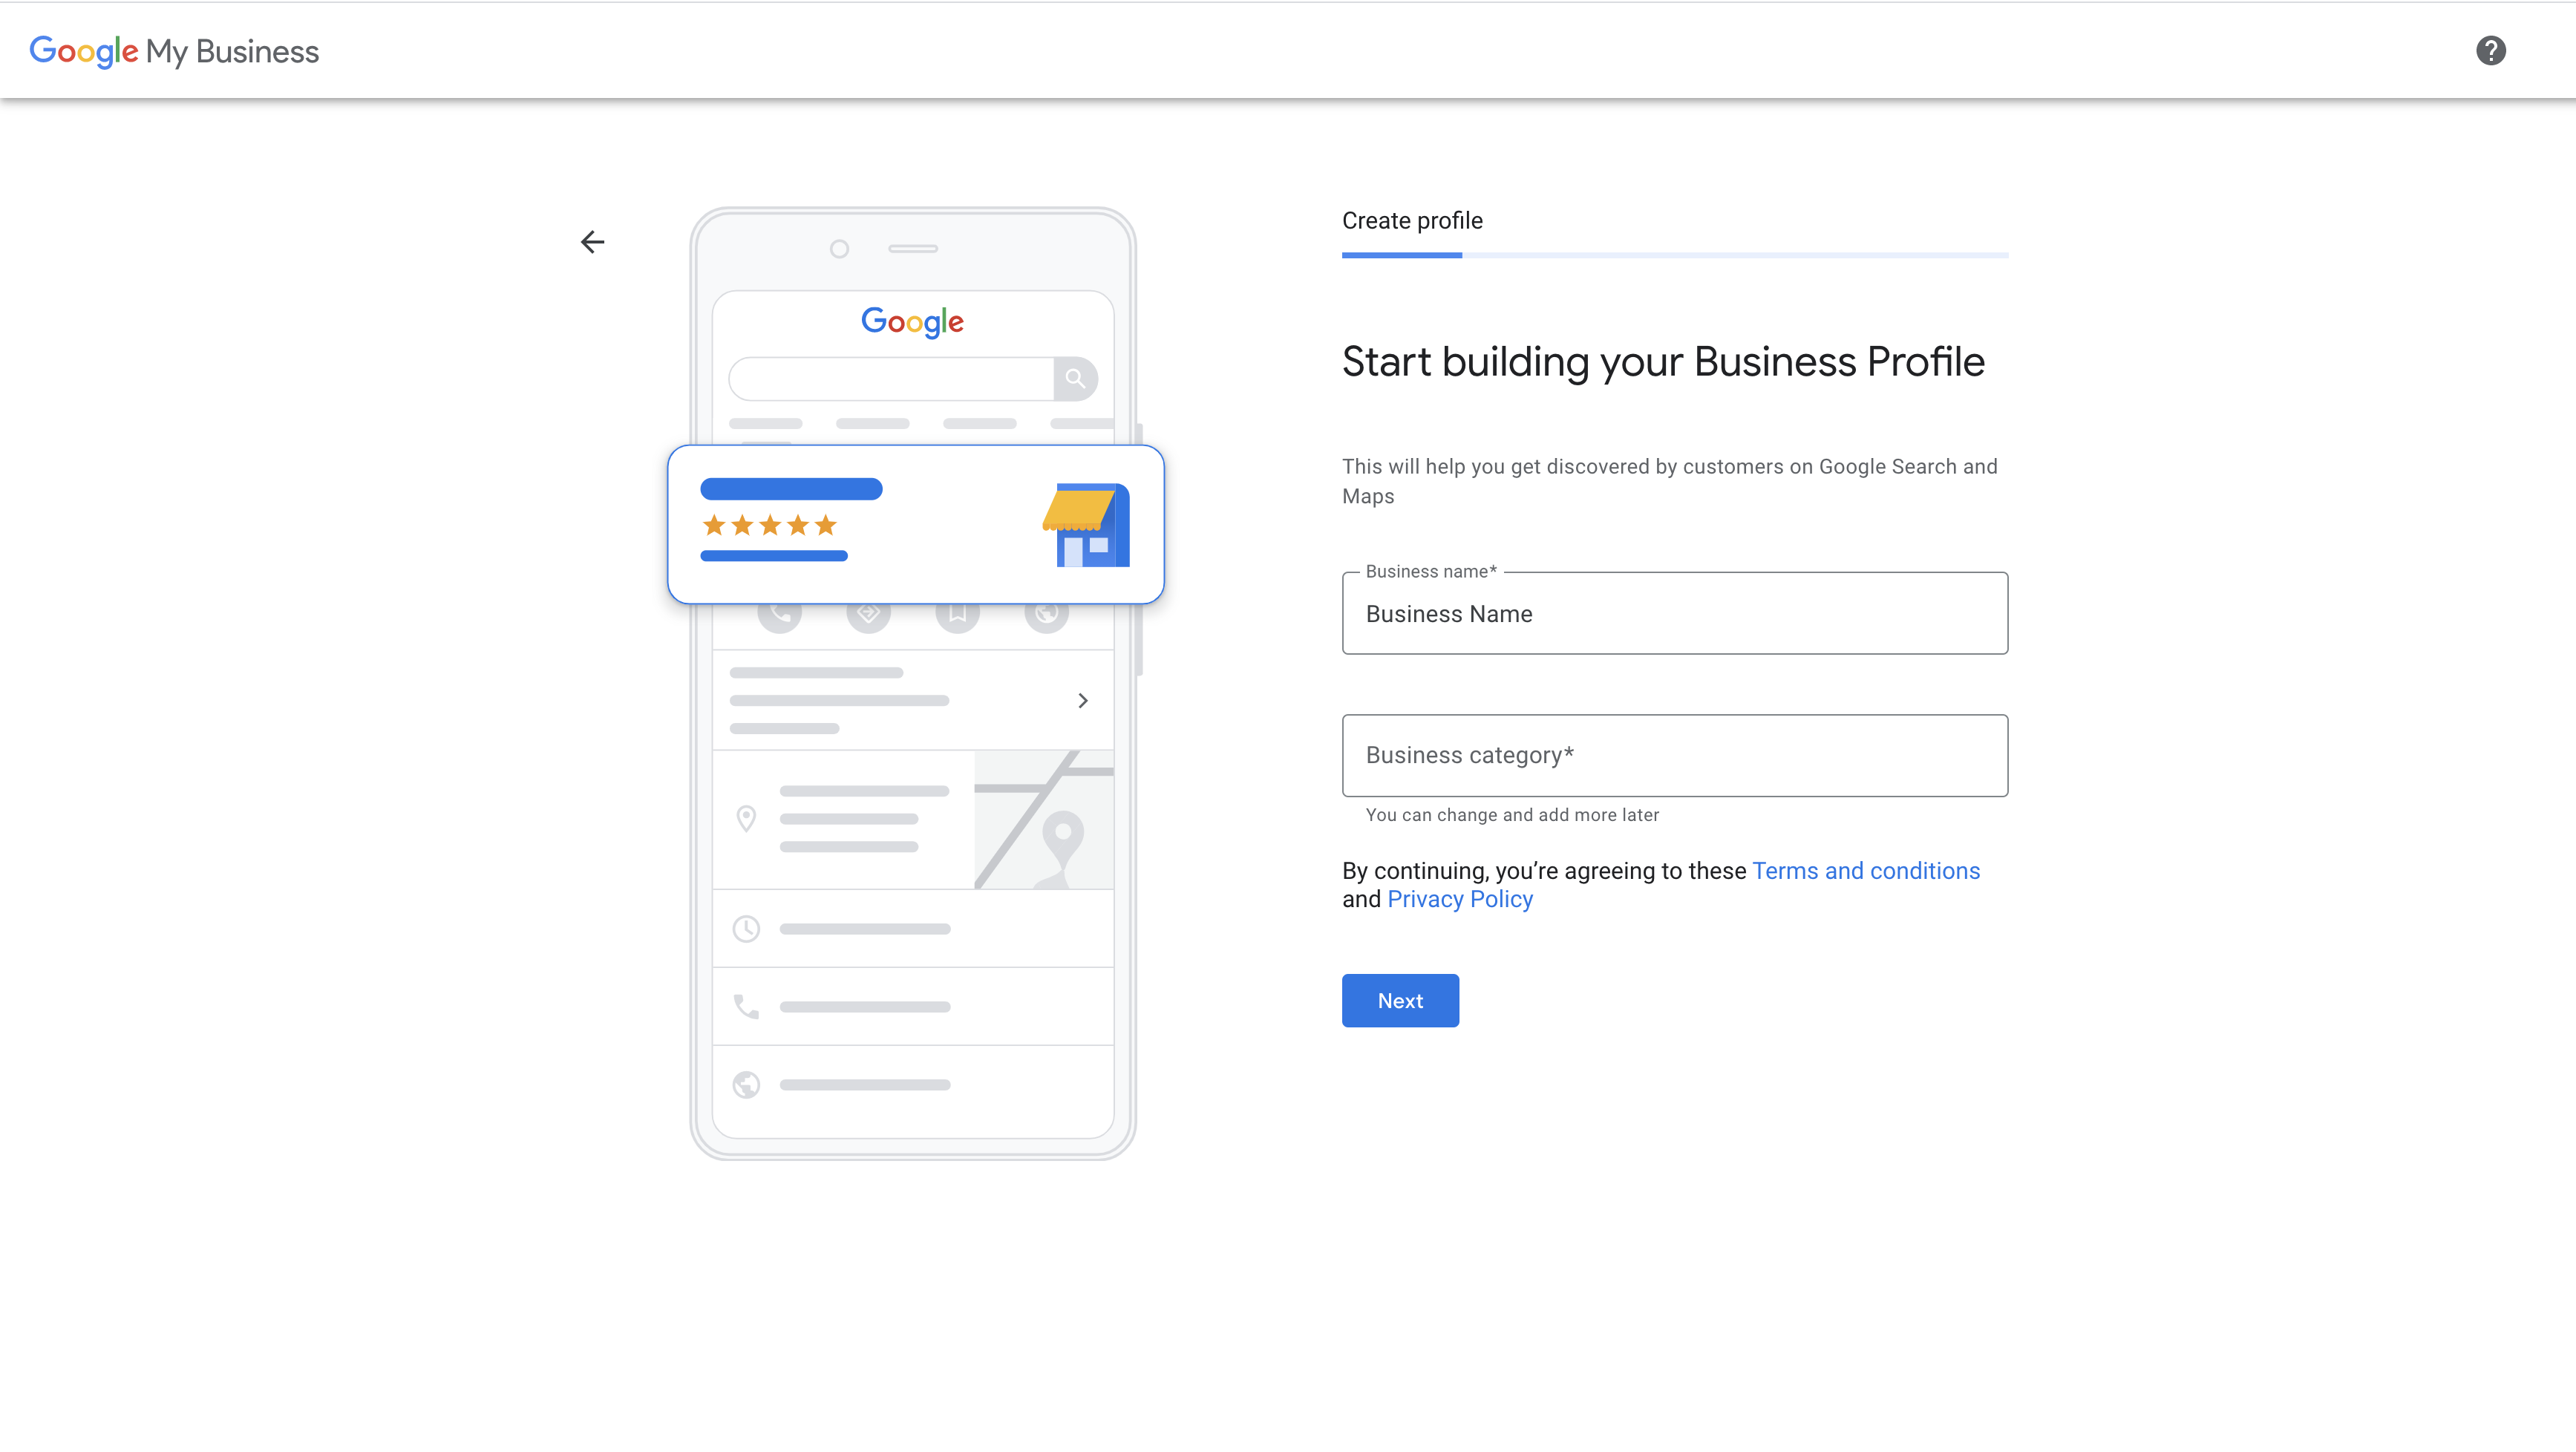 Google My Business
Create profile
Google
Start building your Business Profile
This will help you get discovered by customers on Google Search and
Maps
Business name*
Business Name
Business category*
You can change and add more later
By continuing, you’re agreeing to these Terms and conditions
and Privacy Policy
Next